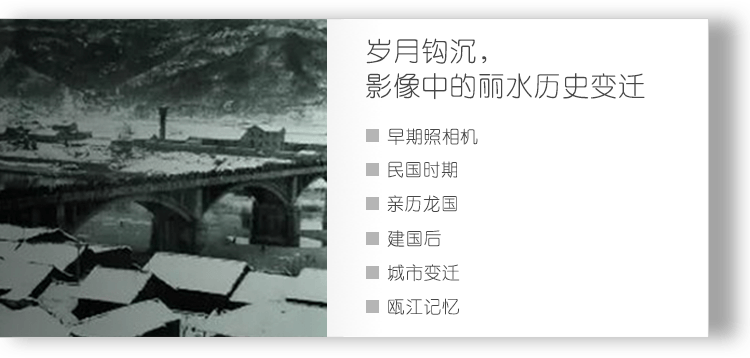 岁月钩沉，
影像中的丽水历史变迁
早期照相机
民国时期
亲历龙国
建国后
城市变迁
瓯江记忆